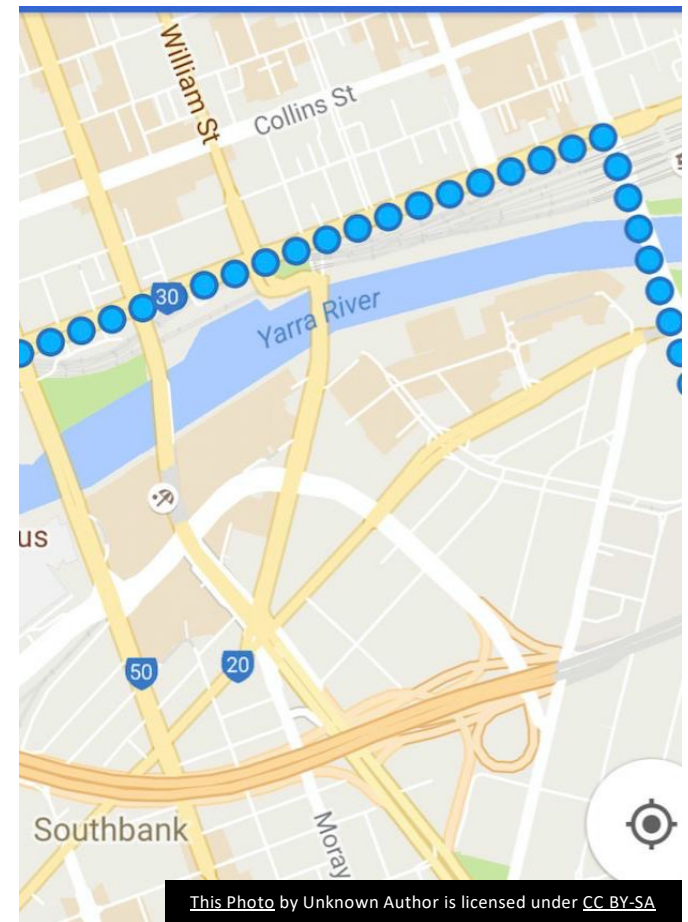 William St
Collins St
30
Yarra River
us
50
20
Southbank
Moray
This Photo by Unknown Author is licensed under CC BY-SA